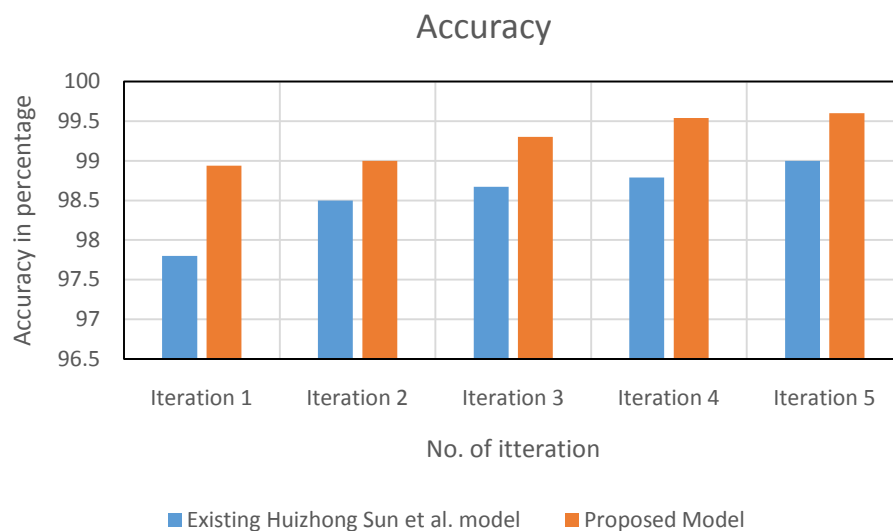 Accuracy
Accuracy in percentage
100
99.5
99
98.5
98
97.5
97
96.5
Iteration 1 Iteration 2 Iteration 3 Iteration 4 Iteration 5
No. of itteration
Existing Huizhong Sun et al. model Proposed Model